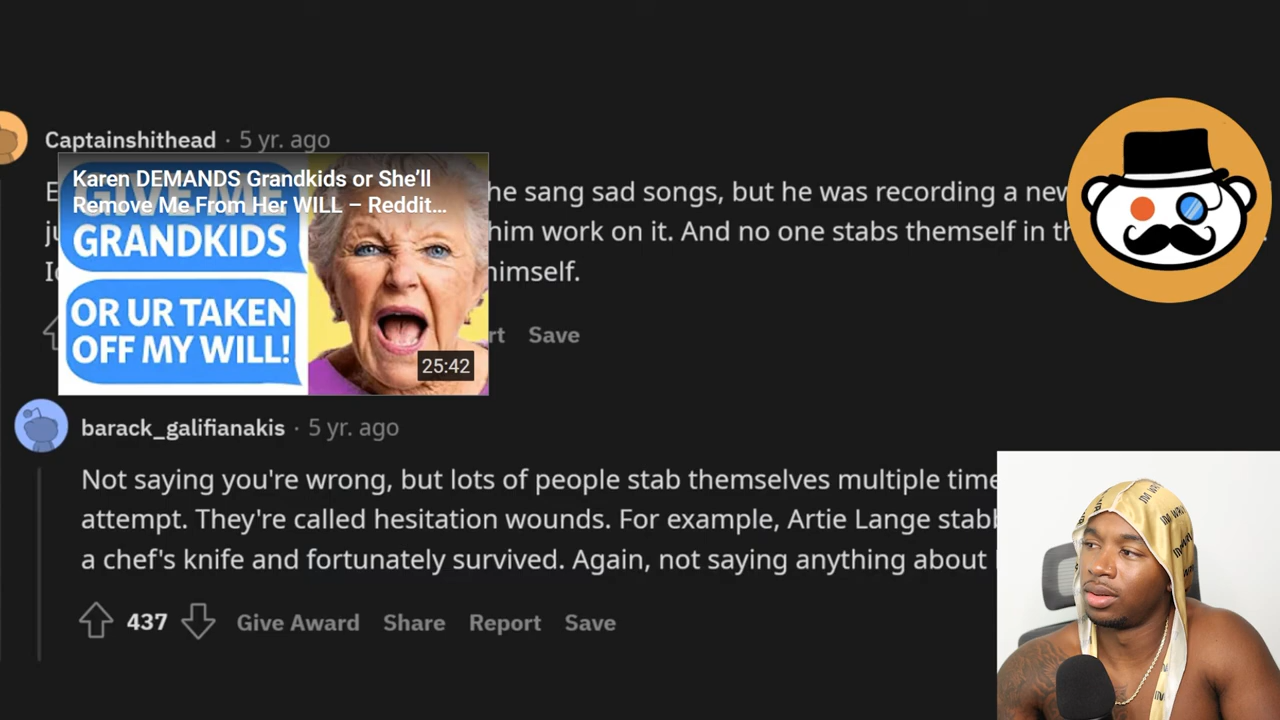 Captainshithead · 5 yr. ago
he sang sad songs, but he was recording a new
him work on it. And no one stabs themself in th
himself.
Save
Karen DEMANDS Grandkids or She'll
Remove Me From Her WILL – Reddit...
GIVE ME
GRANDKIDS
OR UR TAKEN
OFF MY WILL!
25:42
barack_galifianakis · 5 yr. ago
Not saying you're wrong, but lots of people stab themselves multiple time
attempt. They're called hesitation wounds. For example, Artie Lange stabb
a chef's knife and fortunately survived. Again, not saying anything about
437 Give Award Share Report Save